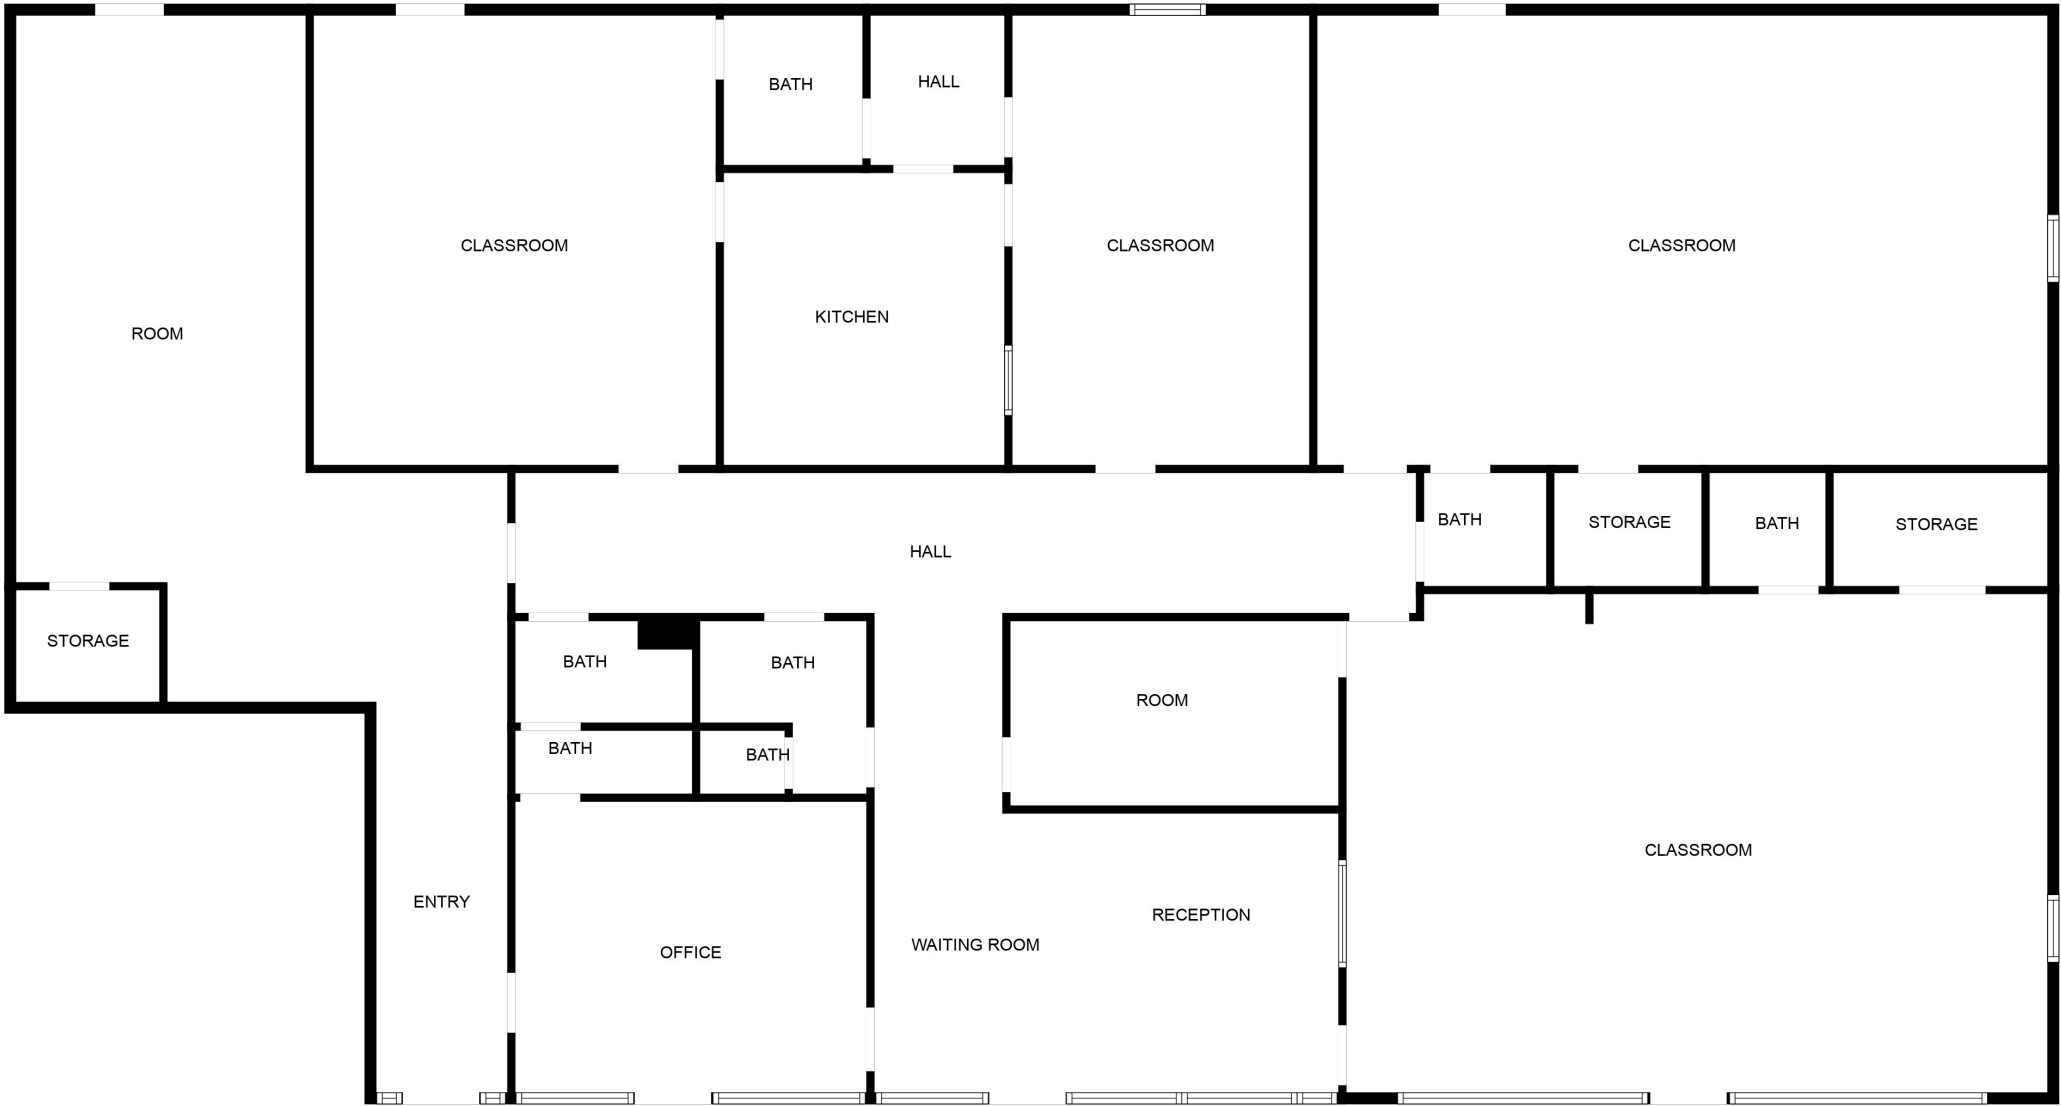 BATH
HALL
CLASSROOM
CLASSROOM
CLASSROOM
KITCHEN
ROOM
BATH
STORAGE
BATH
STORAGE
HALL
STORAGE
BATH
BATH
ROOM
BATH
BATH
CLASSROOM
ENTRY
RECEPTION
WAITING ROOM
OFFICE